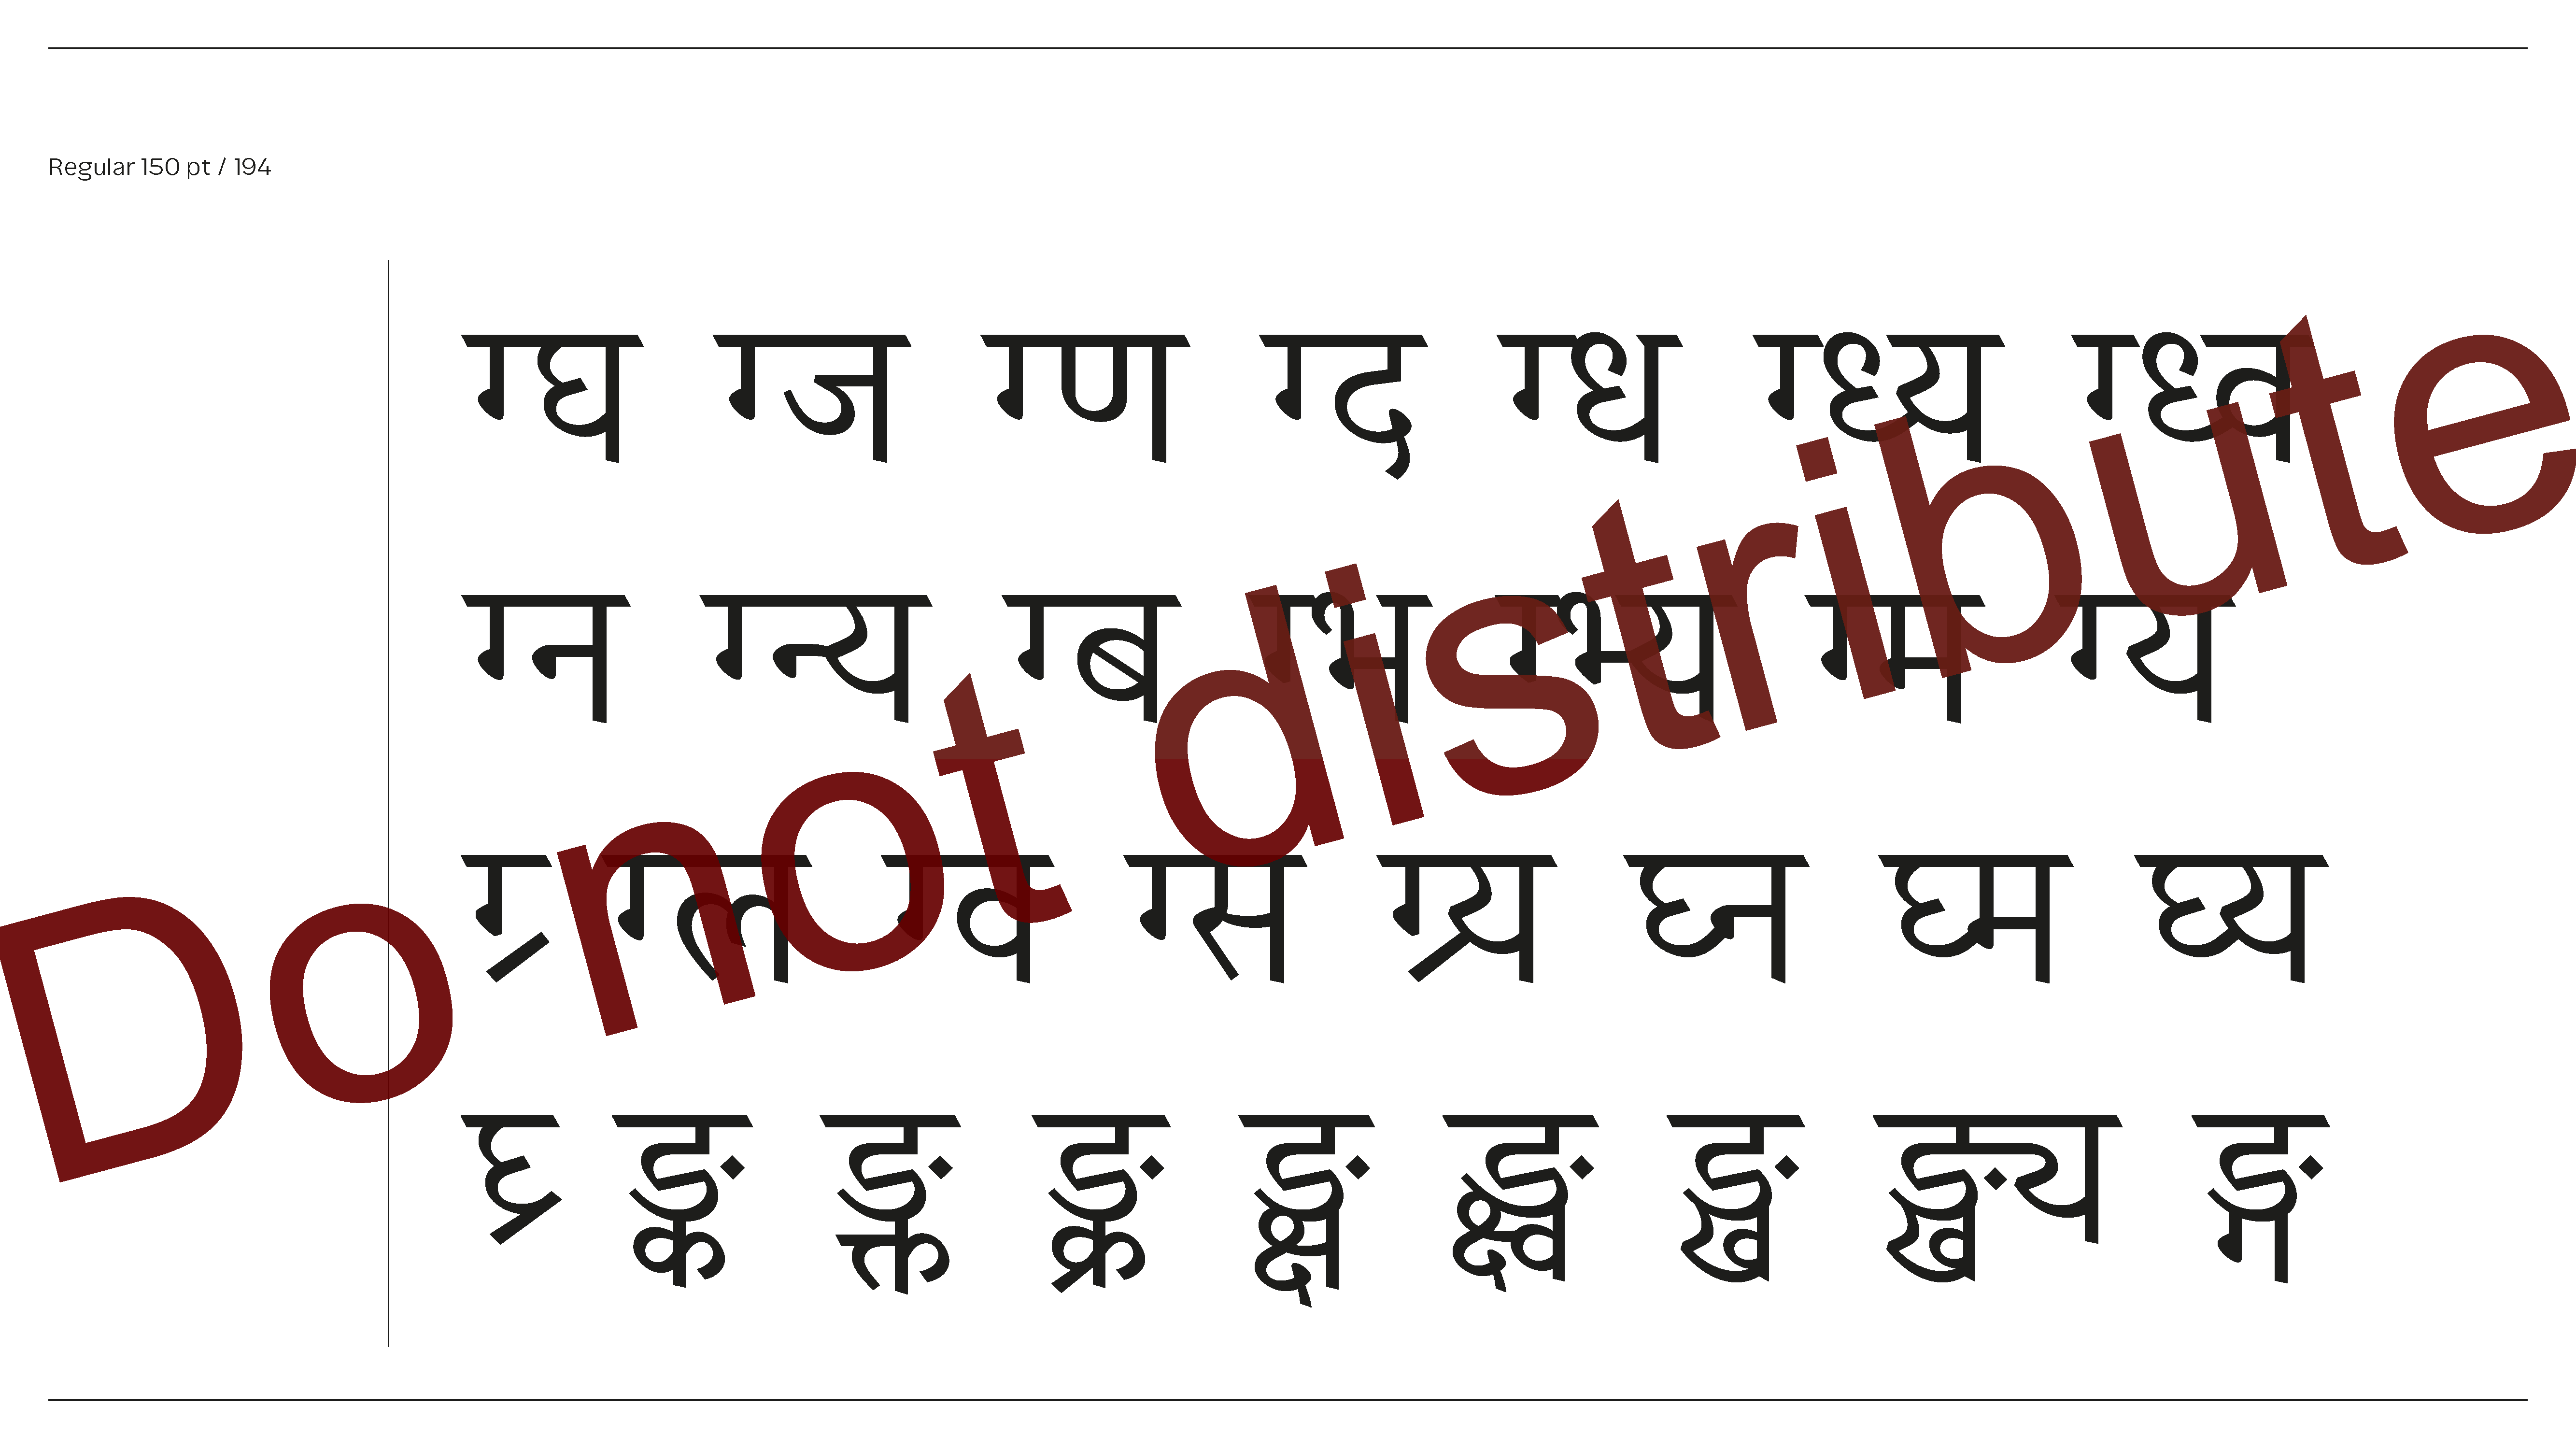 Regular 150 pt / 194
ग्घ ग्ज ग्ण ग्द ग्ध ग्ध्य ग्ध्व
ग्न ग्न्य ग्ब ग्भ ग्भ्य ग्म ग्य
ग्र ग्ल ग्व ग्स ग्र्य घ्न घ्म घ्य
घ्र ङ्क ङ्क्त ङ्क्र ङ्क्ष ङ्क्ष्व ङ्ख ङ्ख्य ङ्ग
Do not distribute